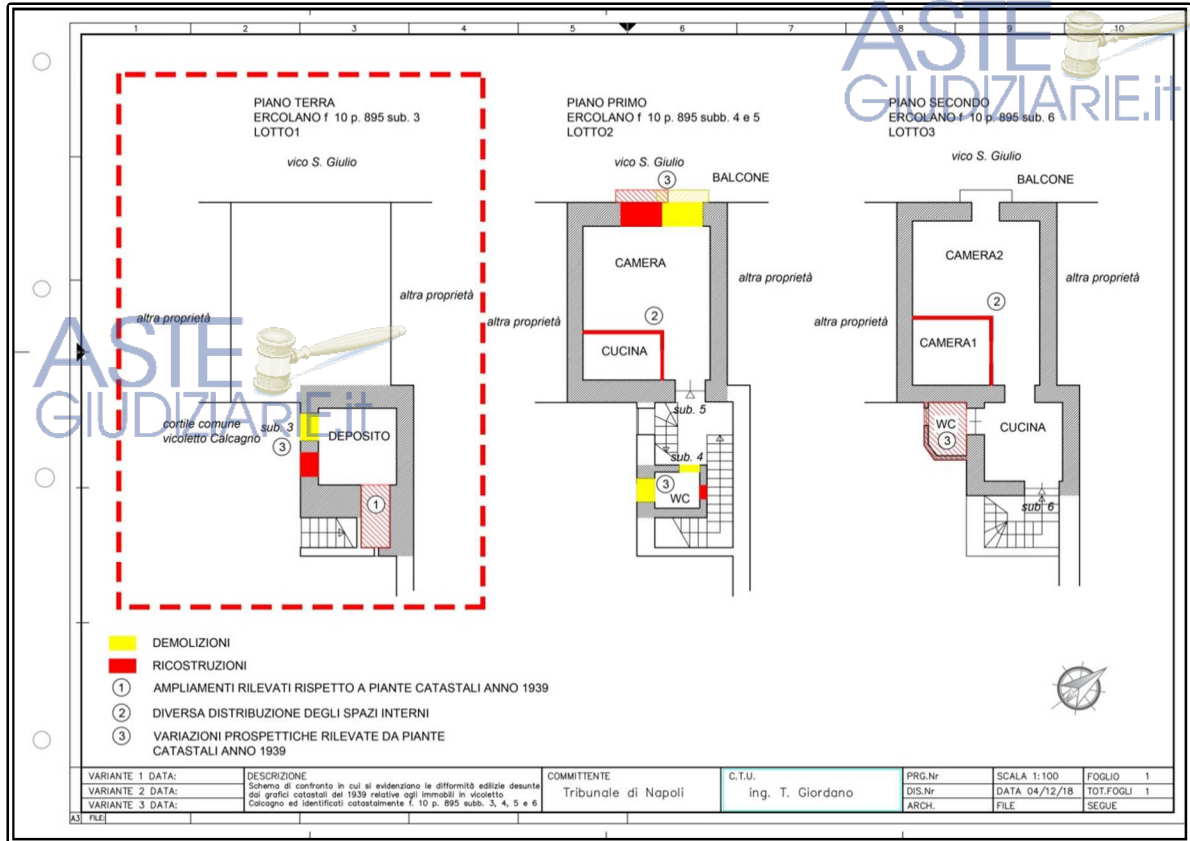 1 2 3 4 5 6 7 8 9 10
ASTE
GIUDIZIARIE.it
PIANO TERRA
ERCOLANO f 10 p. 895 sub. 3
LOTTO1
vico S. Giulio
altra proprietà
altra proprietà
ASTE
GIUDIZIARIE.it
cortile comune
vicoletto Calcagno
sub. 3
3
DEPOSITO
1
PIANO PRIMO
ERCOLANO f 10 p. 895 subb. 4 e 5
LOTTO2
vico S. Giulio
3
BALCONE
CAMERA
altra proprietà
altra proprietà
2
CUCINA
sub. 5
sub. 4
3
WC
PIANO SECONDO
ERCOLANO f 10 p. 895 sub. 6
LOTTO3
vico S. Giulio
BALCONE
CAMERA2
altra proprietà
altra proprietà
2
CAMERA1
WC
3
CUCINA
sub 6
DEMOLIZIONI
RICOSTRUZIONI
1 AMPLIAMENTI RILEVATI RISPETTO A PIANTE CATASTALI ANNO 1939
2 DIVERSA DISTRIBUZIONE DEGLI SPAZI INTERNI
3 VARIAZIONI PROSPETTICHE RILEVATE DA PIANTE
CATASTALI ANNO 1939
VARIANTE 1 DATA:
VARIANTE 2 DATA:
VARIANTE 3 DATA:
DESCRIZIONE
Schema di confronto in cui si evidenziano le difformità edilizie desunte
dai grafici catastali del 1939 relative agli immobili in vicoletto
Calcagno ed identificati catastalmente f. 10 p. 895 subb. 3, 4, 5 e 6
COMMITTENTE
Tribunale di Napoli
C.T.U.
ing. T. Giordano
PRG.Nr
DIS.Nr
ARCH.
SCALA 1:100
DATA 04/12/18
FILE
FOGLIO 1
TOT.FOGLI 1
SEGUE
A3 FILE: